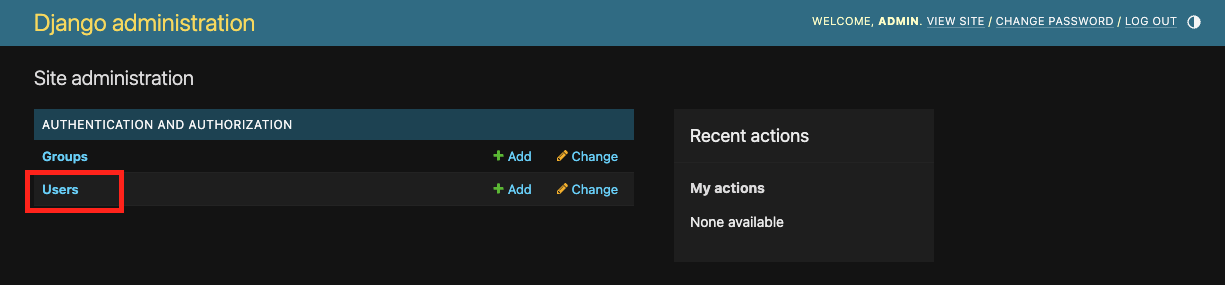 Django administration
WELCOME, ADMIN. VIEW SITE / CHANGE PASSWORD / LOG OUT
Site administration
AUTHENTICATION AND AUTHORIZATION
Groups Add Change
Users Add Change
Recent actions
My actions
None available